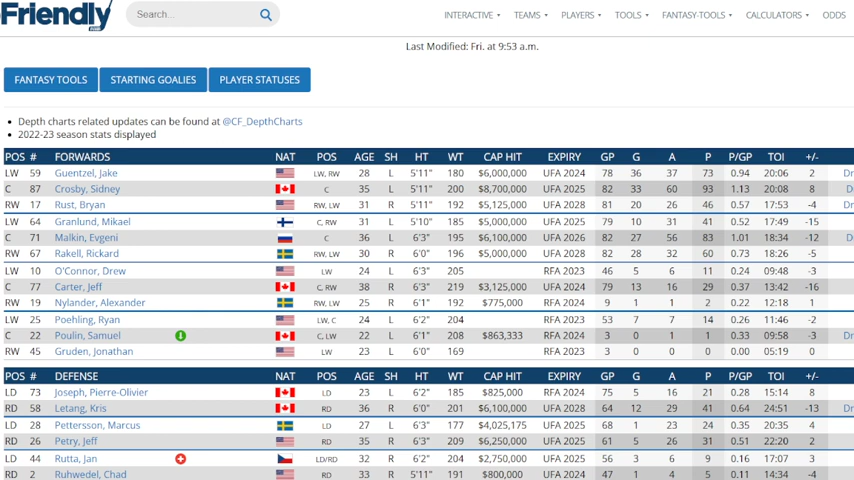 Friendly
Search...
INTERACTIVE TEAMS PLAYERS TOOLS FANTASY-TOOLS CALCULATORS ODDS
Last Modified: Fri. at 9:53 a.m.
FANTASY TOOLS STARTING GOALIES PLAYER STATUSES
• Depth charts related updates can be found at @CF_DepthCharts
• 2022-23 season stats displayed
POS # FORWARDS NAT POS AGE SH HT WT CAP HIT EXPIRY GP G A P P/GP TOI +/-
LW 59 Guentzel, Jake LW, RW 28 L 5'11" 180 $6,000,000 UFA 2024 78 36 37 73 0.94 20:06 2 Dr
C 87 Crosby, Sidney C 35 L 5'11" 200 $8,700,000 UFA 2025 82 33 60 93 1.13 20:08 8 D
RW 17 Rust, Bryan RW, LW 31 R 5'11" 192 $5,125,000 UFA 2028 81 20 26 46 0.57 17:53 -4 Dr
LW 64 Granlund, Mikael C, RW 31 L 5'10" 185 $5,000,000 UFA 2025 79 10 31 41 0.52 17:49 -15
C 71 Malkin, Evgeni C 36 L 6'3" 195 $6,100,000 UFA 2026 82 27 56 83 1.01 18:34 -12 D
RW 67 Rakell, Rickard RW, LW 30 R 6'0" 196 $5,000,000 UFA 2028 82 28 32 60 0.73 18:26 -5
LW 10 O'Connor, Drew LW 24 L 6'3" 205 RFA 2023 46 5 6 11 0.24 09:48 -3
C 77 Carter, Jeff C, RW 38 R 6'3" 219 $3,125,000 UFA 2024 79 13 16 29 0.37 13:42 -16
RW 19 Nylander, Alexander RW, LW 25 R 6'1" 192 $775,000 RFA 2024 9 1 1 2 0.22 12:18 1
LW 25 Poehling, Ryan LW, C 24 L 6'2" 204 RFA 2023 53 7 7 14 0.26 11:46 -2
C 22 Poulin, Samuel C, LW 22 L 6'1" 208 $863,333 RFA 2024 3 0 1 1 0.33 09:58 -3 Dr
RW 45 Gruden, Jonathan LW 23 L 6'0" 169 RFA 2023 3 0 0 0 0.00 05:19 0
POS # DEFENSE NAT POS AGE SH HT WT CAP HIT EXPIRY GP G A P P/GP TOI +/-
LD 73 Joseph, Pierre-Olivier LD 23 L 6'2" 185 $825,000 RFA 2024 75 5 16 21 0.28 15:14 8
RD 58 Letang, Kris RD 36 R 6'0" 201 $6,100,000 UFA 2028 64 12 29 41 0.64 24:51 -13 Dr
LD 28 Pettersson, Marcus LD 27 L 6'3" 177 $4,025,175 UFA 2025 68 1 23 24 0.35 20:35 4
RD 26 Petry, Jeff RD 35 R 6'3" 209 $6,250,000 UFA 2025 61 5 26 31 0.51 22:20 2
LD 44 Rutta, Jan LD/RD 32 R 6'2" 204 $2,750,000 UFA 2025 56 3 6 9 0.16 17:07 3
RD 2 Ruhwedel, Chad RD 33 R 5'11" 191 $800,000 UFA 2024 47 1 4 5 0.11 14:34 -4